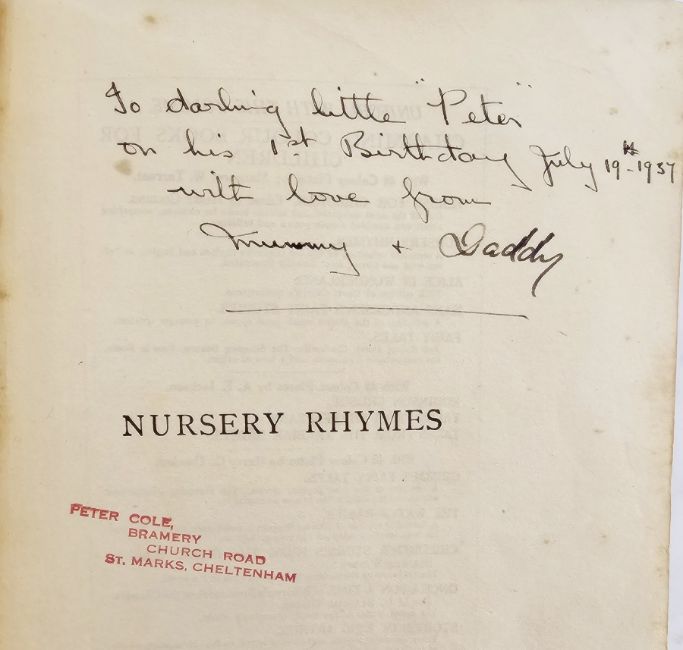 To darling little "Peter"
on his 1st Birthday July 19th - 1937
with love from
Mummy + Daddy
NURSERY RHYMES
PETER COLE,
BRAMERY
CHURCH ROAD
ST. MARKS, CHELTENHAM